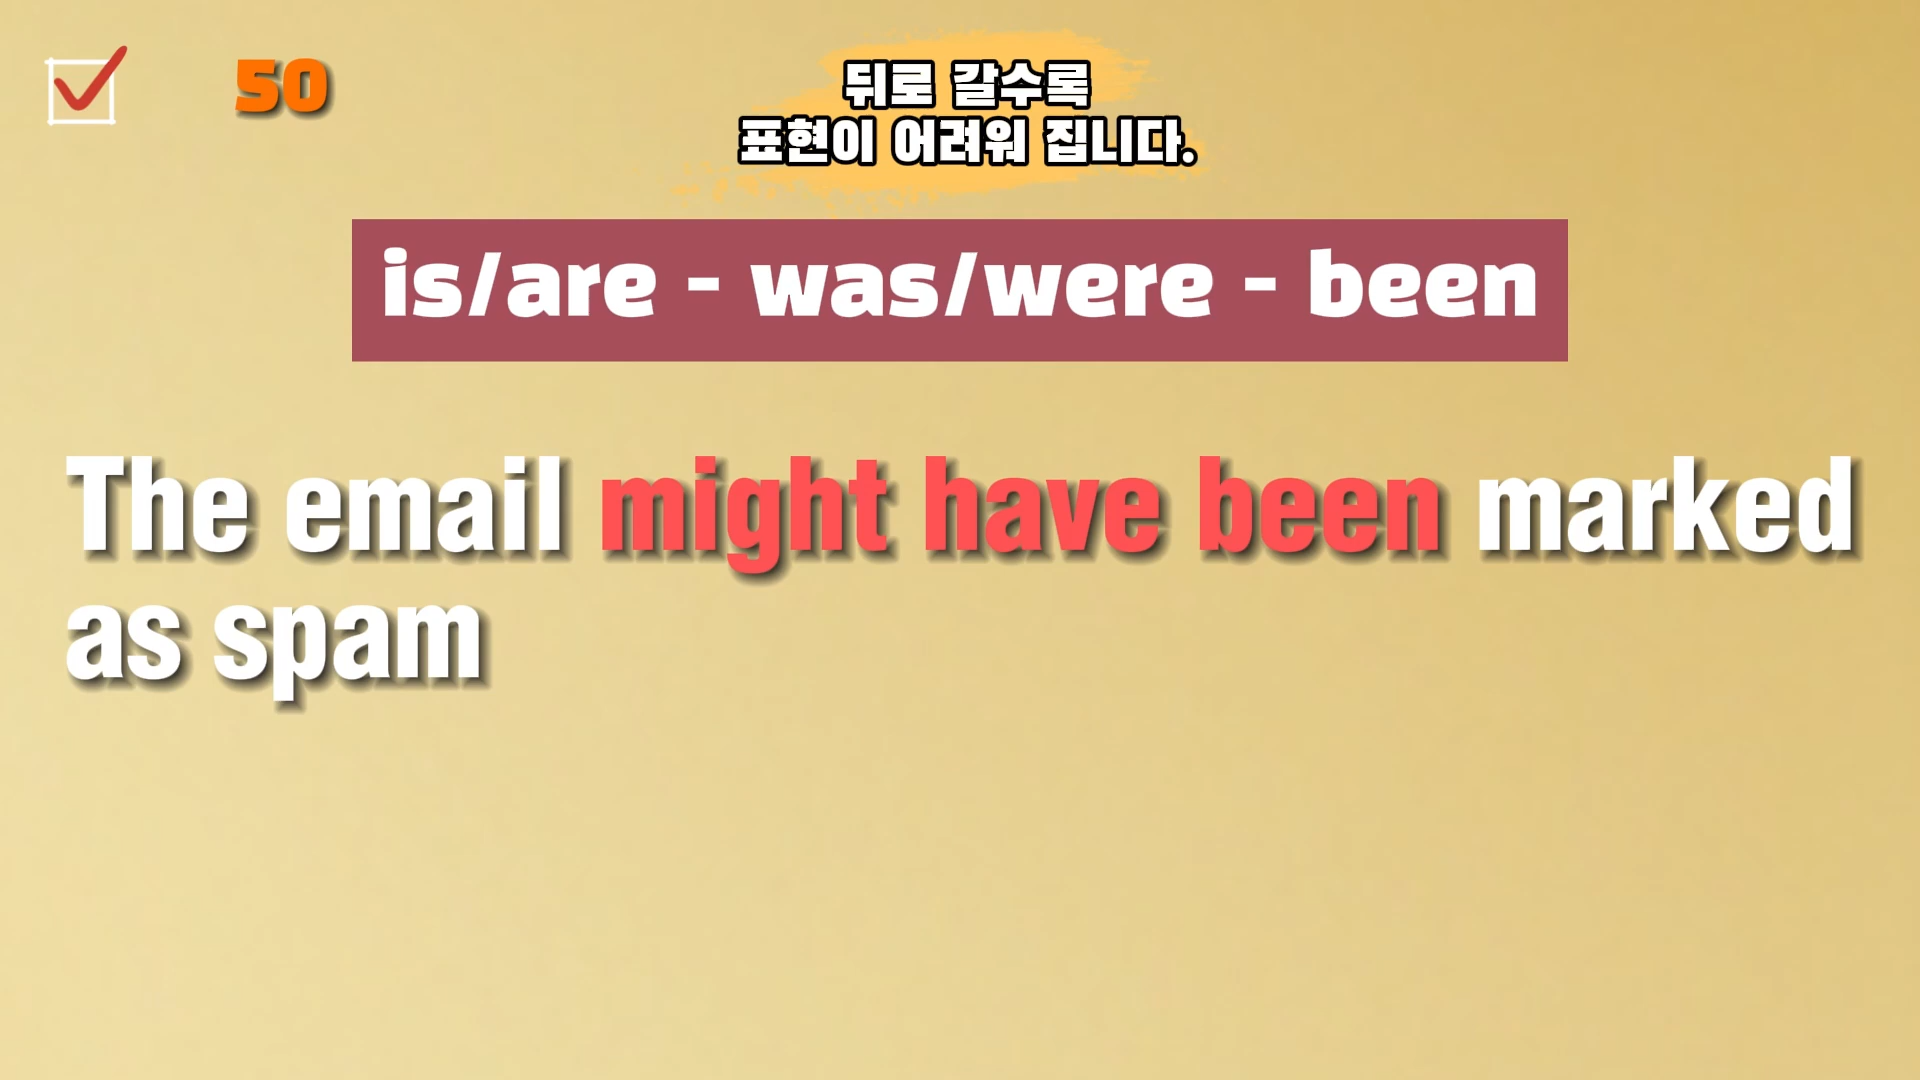 50
뒤로 갈수록
표현이 어려워 집니다.
is/are - was/were - been
The email might have been marked
as spam